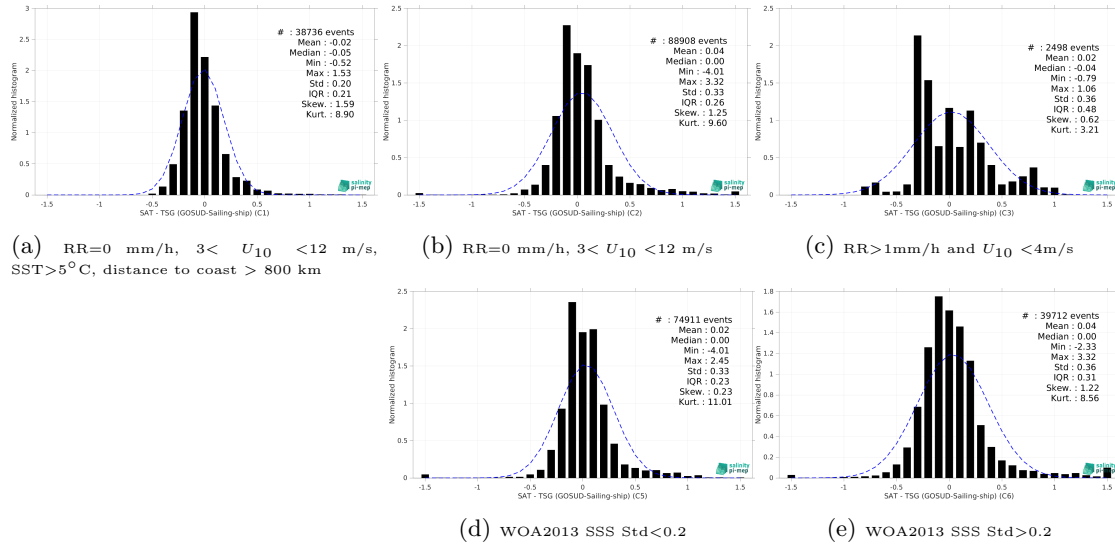 3
2.5
2
1.5
1
0.5
0
Normalized histogram
# : 38736 events
Mean : -0.02
Median : -0.05
Min : -0.52
Max : 1.53
Std : 0.20
IQR : 0.21
Skew. : 1.59
Kurt. : 8.90
salinity
pi-mep
-1.5 -1 -0.5 0 0.5 1 1.5
SAT - TSG (GOSUD-Sailing-ship) (C1)
(a) RR=0 mm/h, 3< U10 <12 m/s,
SST>5°C, distance to coast > 800 km
2.5
2
1.5
1
0.5
0
Normalized histogram
# : 88908 events
Mean : 0.04
Median : 0.00
Min : -4.01
Max : 3.32
Std : 0.33
IQR : 0.26
Skew. : 1.25
Kurt. : 9.60
salinity
pi-mep
-1.5 -1 -0.5 0 0.5 1 1.5
SAT - TSG (GOSUD-Sailing-ship) (C2)
(b) RR=0 mm/h, 3< U10 <12 m/s
2.5
2
1.5
1
0.5
0
Normalized histogram
# : 2498 events
Mean : 0.02
Median : -0.04
Min : -0.79
Max : 1.06
Std : 0.36
IQR : 0.48
Skew. : 0.62
Kurt. : 3.21
salinity
pi-mep
-1.5 -1 -0.5 0 0.5 1 1.5
SAT - TSG (GOSUD-Sailing-ship) (C3)
(c) RR>1mm/h and U10 <4m/s
2.5
2
1.5
1
0.5
0
Normalized histogram
# : 74911 events
Mean : 0.02
Median : 0.00
Min : -4.01
Max : 2.45
Std : 0.33
IQR : 0.23
Skew. : 0.23
Kurt. : 11.01
salinity
pi-mep
-1.5 -1 -0.5 0 0.5 1 1.5
SAT - TSG (GOSUD-Sailing-ship) (C5)
(d) WOA2013 SSS Std<0.2
1.8
1.6
1.4
1.2
1
0.8
0.6
0.4
0.2
0
Normalized histogram
# : 39712 events
Mean : 0.04
Median : 0.00
Min : -2.33
Max : 3.32
Std : 0.36
IQR : 0.31
Skew. : 1.22
Kurt. : 8.56
salinity
pi-mep
-1.5 -1 -0.5 0 0.5 1 1.5
SAT - TSG (GOSUD-Sailing-ship) (C6)
(e) WOA2013 SSS Std>0.2